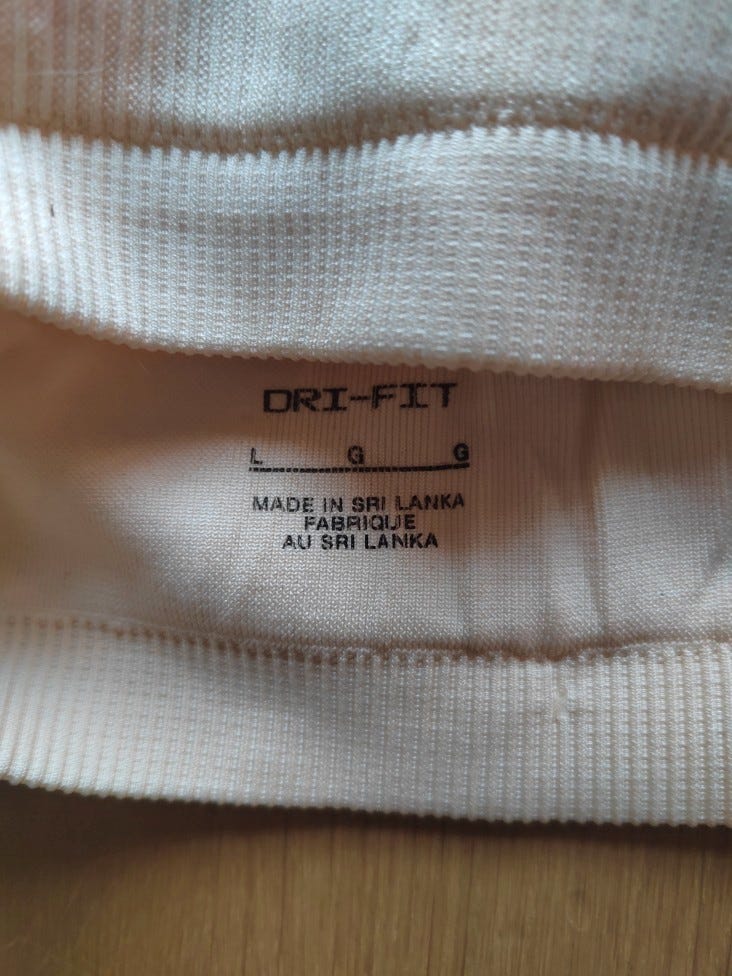 DRI-FIT
L G G
MADE IN SRI LANKA
FABRIQUE
AU SRI LANKA